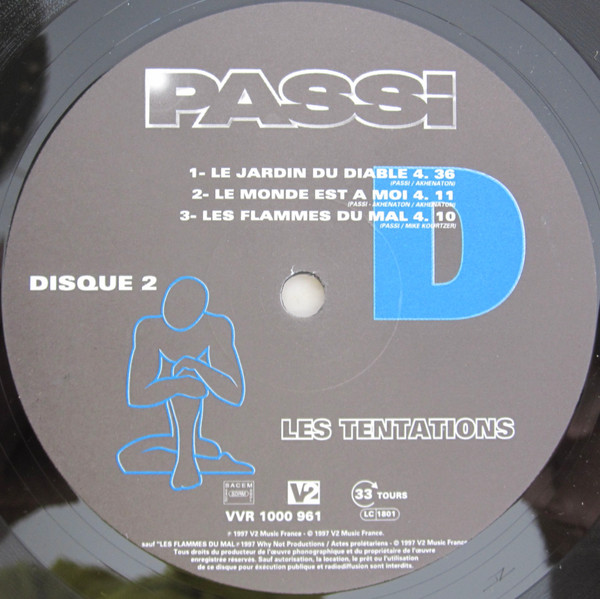 PASSi
1- LE JARDIN DU DIABLE 4. 36
(PASSI / AKHENATON)
2- LE MONDE EST A MOI 4. 11
(PASSI - AKHENATON / AKHENATON)
3- LES FLAMMES DU MAL 4. 10
(PASSI / MIKE KOURTZER)
D
DISQUE 2
LES TENTATIONS
SACEM
V2
33 TOURS
LC 1801
VVR 1000 961
℗ 1997 V2 Music France - © 1997 V2 Music France.
sauf "LES FLAMMES DU MAL" ℗ 1997 Why Not Productions / Actes prolétariens - © 1997 V2 Music France
Tous droits du producteur de l'œuvre phonographique et du propriétaire de l'œuvre
enregistrée réservés. Sauf autorisation, la location, le prêt ou l'utilisation
de ce disque pour éxécution publique et radiodiffusion sont interdits.